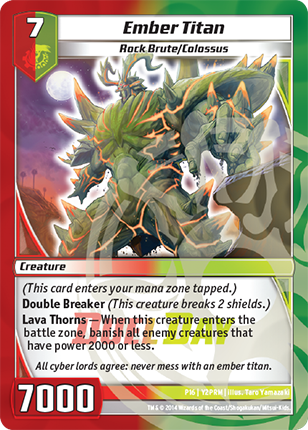 7
Ember Titan
Rock Brute/Colossus
Creature
(This card enters your mana zone tapped.)
Double Breaker (This creature breaks 2 shields.)
Lava Thorns — When this creature enters the
battle zone, banish all enemy creatures that
have power 2000 or less.
All cyber lords agree: never mess with an ember titan.
7000
P16 | Y2PRM | illus. Taro Yamazaki
TM & © 2014 Wizards of the Coast/Shogakukan/Mitsui-Kids.